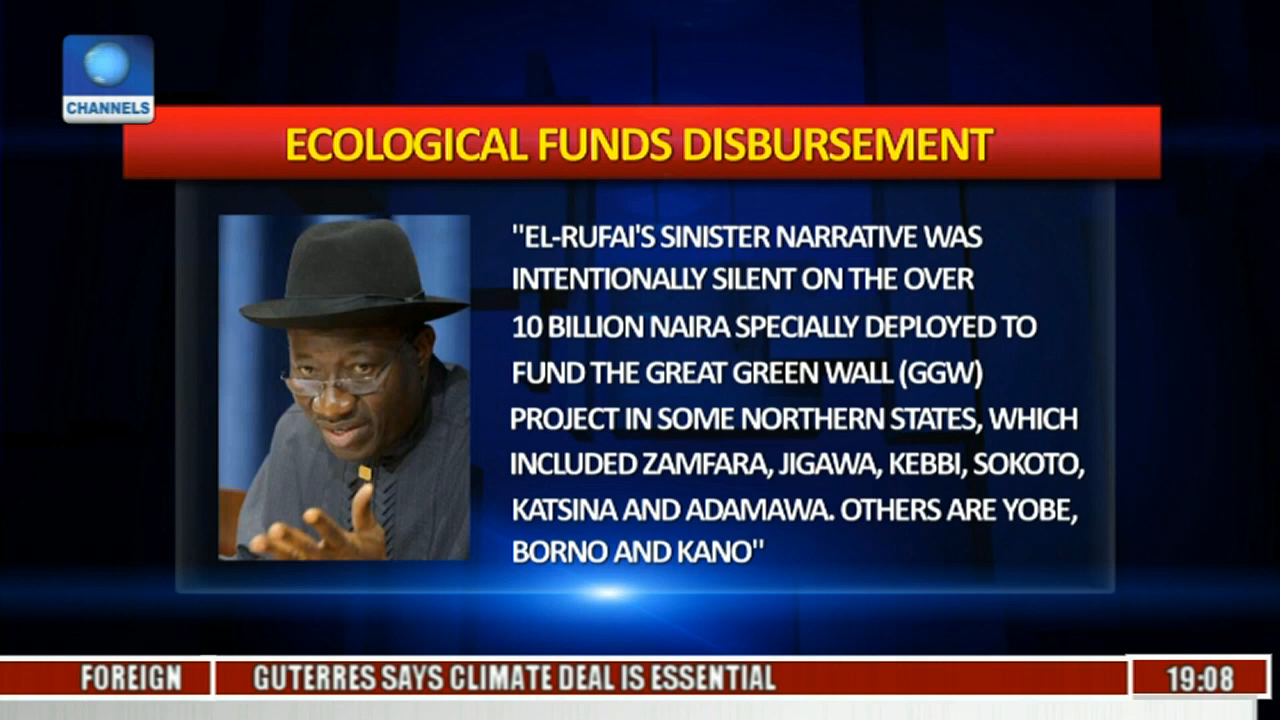 CHANNELS
ECOLOGICAL FUNDS DISBURSEMENT
"EL-RUFAI'S SINISTER NARRATIVE WAS
INTENTIONALLY SILENT ON THE OVER
10 BILLION NAIRA SPECIALLY DEPLOYED TO
FUND THE GREAT GREEN WALL (GGW)
PROJECT IN SOME NORTHERN STATES, WHICH
INCLUDED ZAMFARA, JIGAWA, KEBBI, SOKOTO,
KATSINA AND ADAMAWA. OTHERS ARE YOBE,
BORNO AND KANO"
FOREIGN GUTERRES SAYS CLIMATE DEAL IS ESSENTIAL 19:08